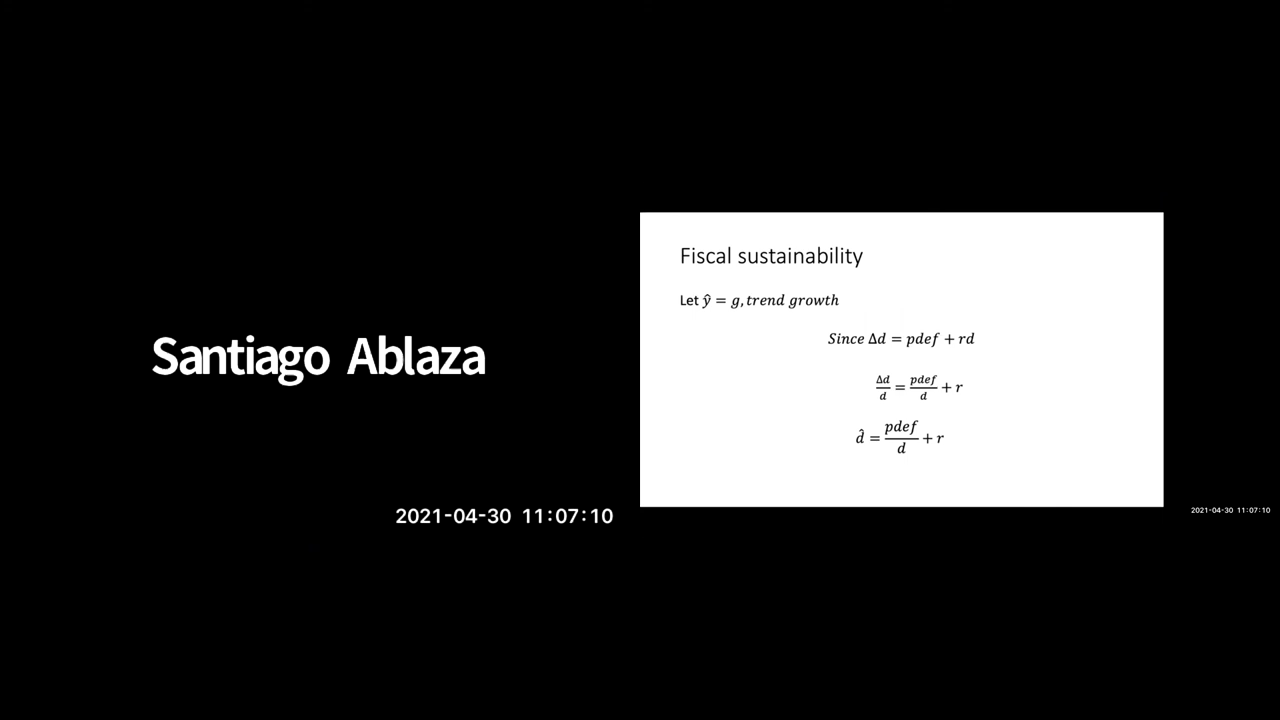 Santiago Ablaza
2021-04-30 11:07:10
Fiscal sustainability
Let ŷ = g, trend growth
Since Δd = pdef + rd
Δd/d = pdef/d + r
d̂ = pdef/d + r
2021-04-30 11:07:10